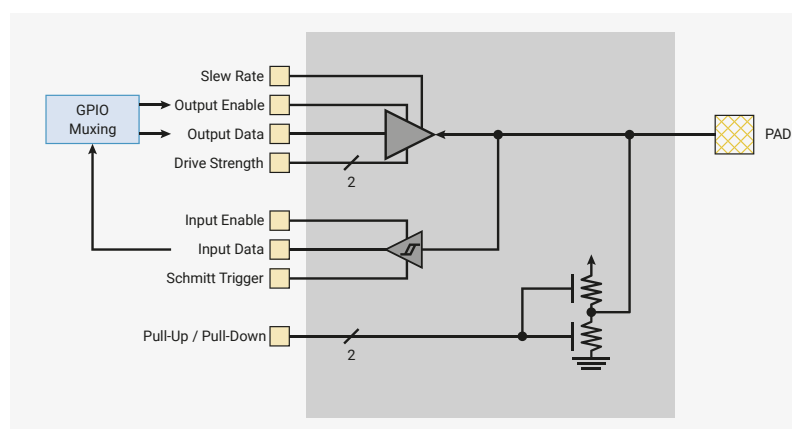 GPIO
Muxing
Slew Rate
Output Enable
Output Data
Drive Strength
2
PAD
Input Enable
Input Data
Schmitt Trigger
Pull-Up / Pull-Down
2